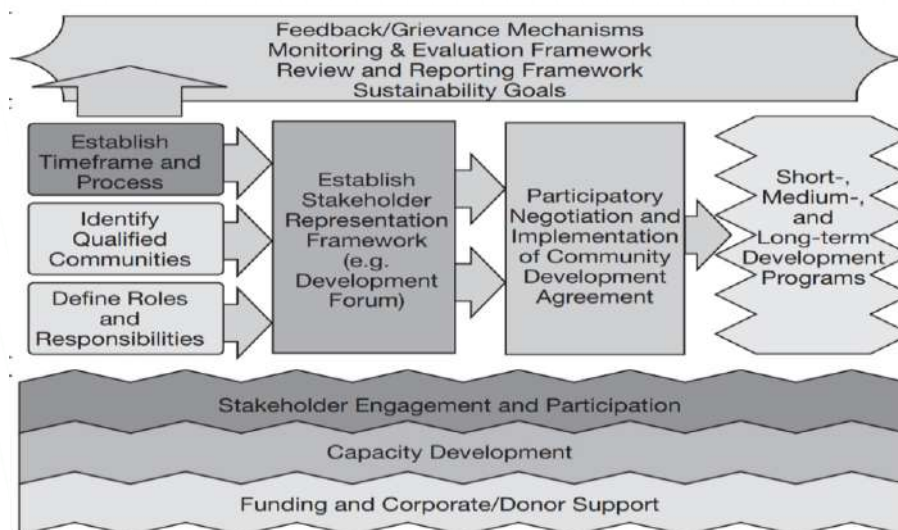 Feedback/Grievance Mechanisms
Monitoring & Evaluation Framework
Review and Reporting Framework
Sustainability Goals
Establish
Timeframe and
Process
Identify
Qualified
Communities
Define Roles
and
Responsibilities
Establish
Stakeholder
Representation
Framework
(e.g.
Development
Forum)
Participatory
Negotiation and
Implementation
of Community
Development
Agreement
Short-,
Medium-,
and
Long-term
Development
Programs
Stakeholder Engagement and Participation
Capacity Development
Funding and Corporate/Donor Support